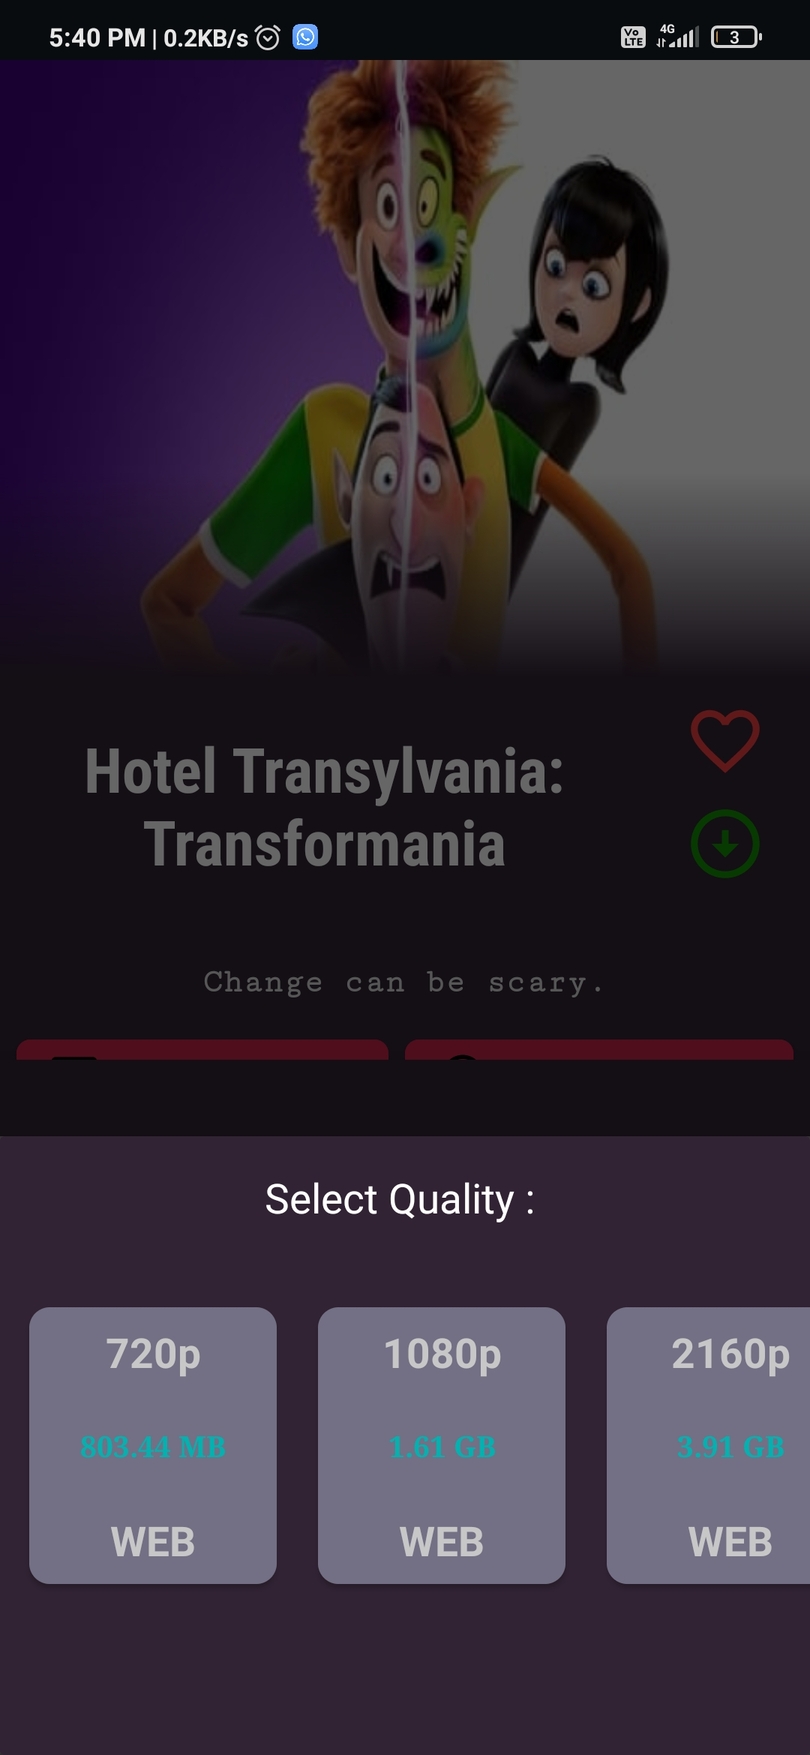 5:40 PM | 0.2KB/s
Vo LTE 4G 3
Hotel Transylvania:
Transformania
Change can be scary.
Select Quality :
720p 1080p 2160p
803.44 MB 1.61 GB 3.91 GB
WEB WEB WEB